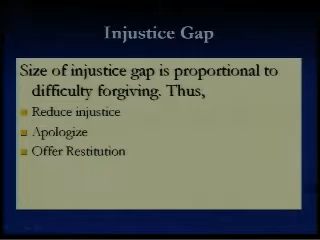 Injustice Gap
Size of injustice gap is proportional to
difficulty forgiving. Thus,
Reduce injustice
Apologize
Offer Restitution